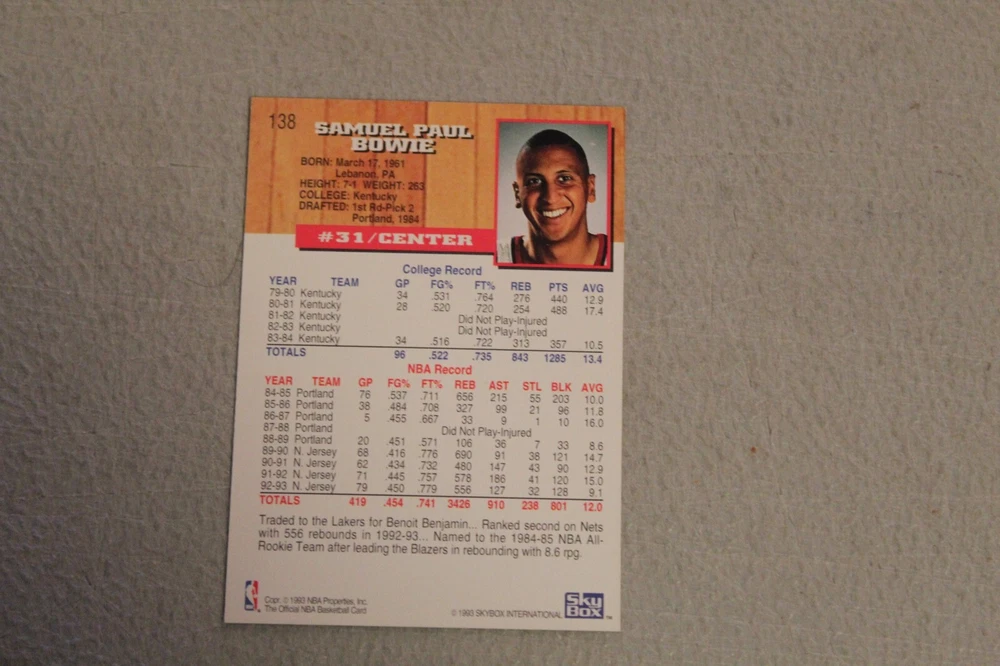 138
SAMUEL PAUL
BOWIE
BORN: March 17, 1961
Lebanon, PA
HEIGHT: 7-1 WEIGHT: 263
COLLEGE: Kentucky
DRAFTED: 1st Rd-Pick 2
Portland, 1984
#31/CENTER
College Record
YEAR TEAM GP FG% FT% REB PTS AVG
79-80 Kentucky 34 .531 .764 276 440 12.9
80-81 Kentucky 28 .520 .720 254 488 17.4
81-82 Kentucky Did Not Play-Injured
82-83 Kentucky Did Not Play-Injured
83-84 Kentucky 34 .516 .722 313 357 10.5
TOTALS 96 .522 .735 843 1285 13.4
NBA Record
YEAR TEAM GP FG% FT% REB AST STL BLK AVG
84-85 Portland 76 .537 .711 656 215 55 203 10.0
85-86 Portland 38 .484 .708 327 99 21 96 11.8
86-87 Portland 5 .455 .667 33 9 1 10 16.0
87-88 Portland Did Not Play-Injured
88-89 Portland 20 .451 .571 106 36 7 33 8.6
89-90 N. Jersey 68 .416 .776 690 91 38 121 14.7
90-91 N. Jersey 62 .434 .732 480 147 43 90 12.9
91-92 N. Jersey 71 .445 .757 578 186 41 120 15.0
92-93 N. Jersey 79 .450 .779 556 127 32 128 9.1
TOTALS 419 .454 .741 3426 910 238 801 12.0
Traded to the Lakers for Benoit Benjamin... Ranked second on Nets
with 556 rebounds in 1992-93... Named to the 1984-85 NBA All-
Rookie Team after leading the Blazers in rebounding with 8.6 rpg.
Copr. © 1993 NBA Properties, Inc.
The Official NBA Basketball Card
© 1993 SKYBOX INTERNATIONAL
Sky
Box
TM